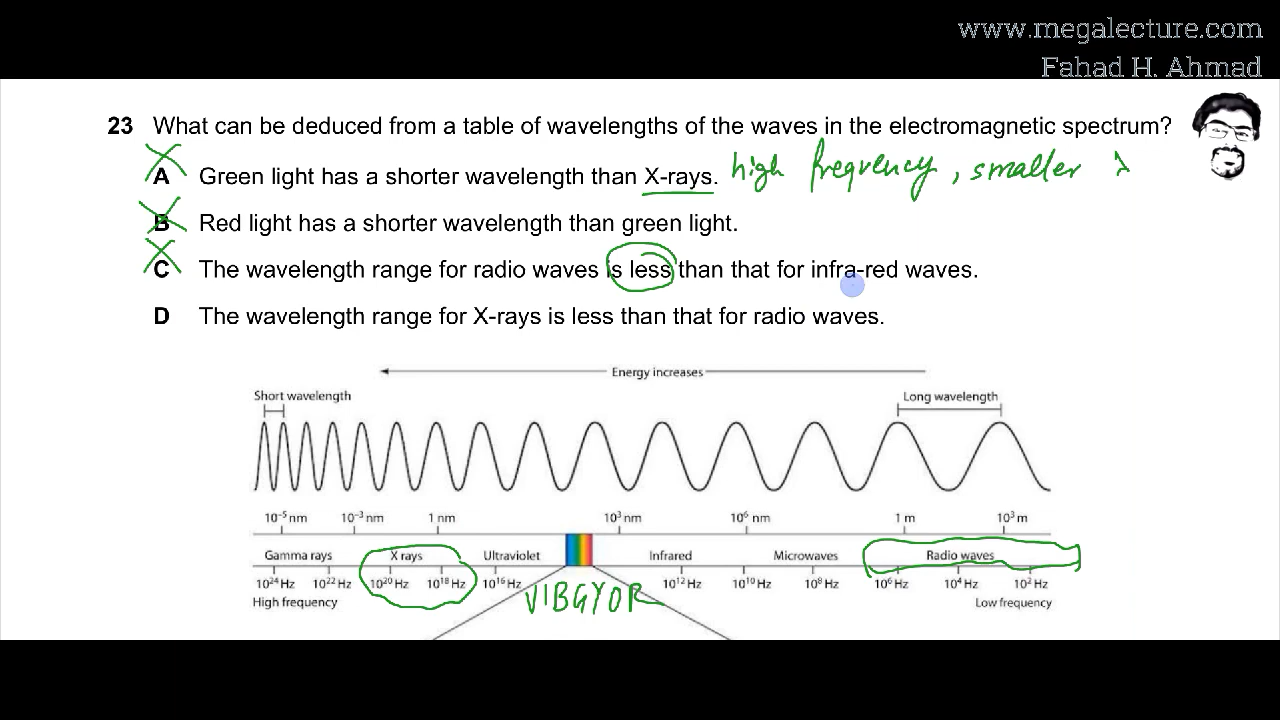 www.megalecture.com
Fahad H. Ahmad
23 What can be deduced from a table of wavelengths of the waves in the electromagnetic spectrum?
A Green light has a shorter wavelength than X-rays. high frequency, smaller λ
B Red light has a shorter wavelength than green light.
C The wavelength range for radio waves is less than that for infra-red waves.
D The wavelength range for X-rays is less than that for radio waves.
Energy increases
Short wavelength Long wavelength
10⁻⁵ nm 10⁻³ nm 1 nm 10³ nm 10⁶ nm 1 m 10³ m
Gamma rays X rays Ultraviolet Infrared Microwaves Radio waves
10²⁴ Hz 10²² Hz 10²⁰ Hz 10¹⁸ Hz 10¹⁶ Hz 10¹² Hz 10¹⁰ Hz 10⁸ Hz 10⁶ Hz 10⁴ Hz 10² Hz
High frequency VIBGYOR Low frequency